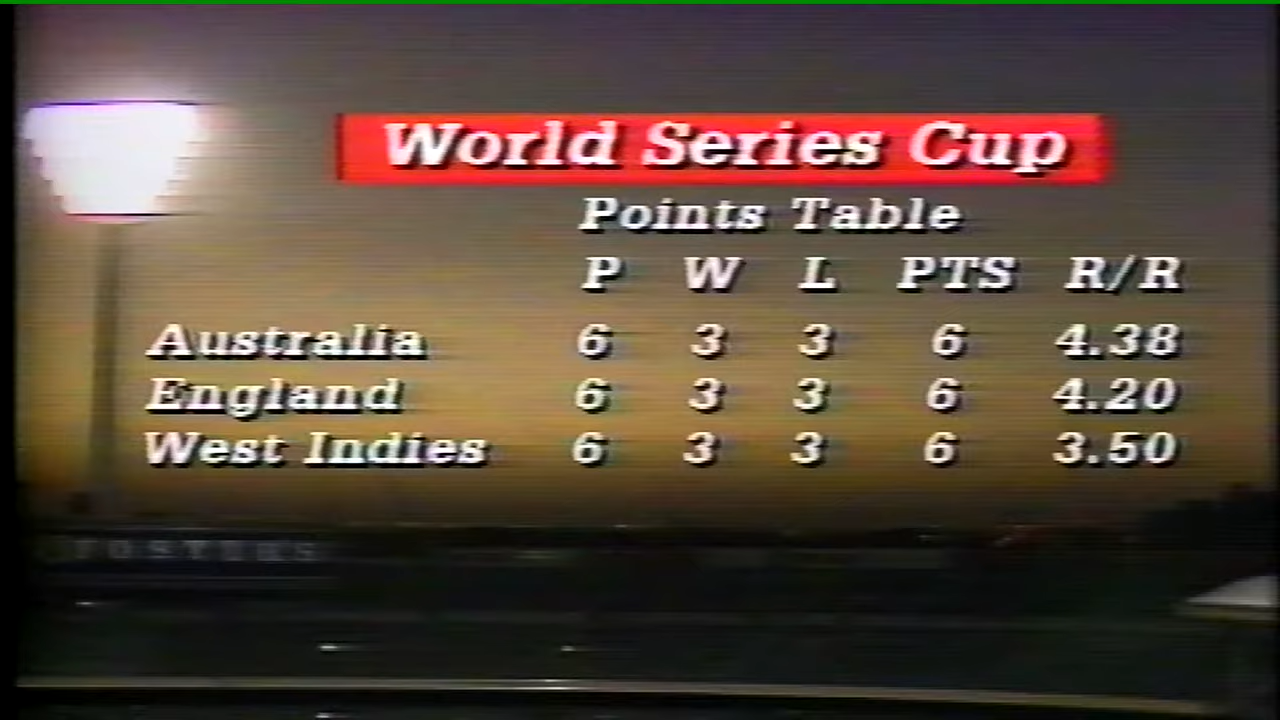 World Series Cup
Points Table
P W L PTS R/R
Australia 6 3 3 6 4.38
England 6 3 3 6 4.20
West Indies 6 3 3 6 3.50
FOSTERS